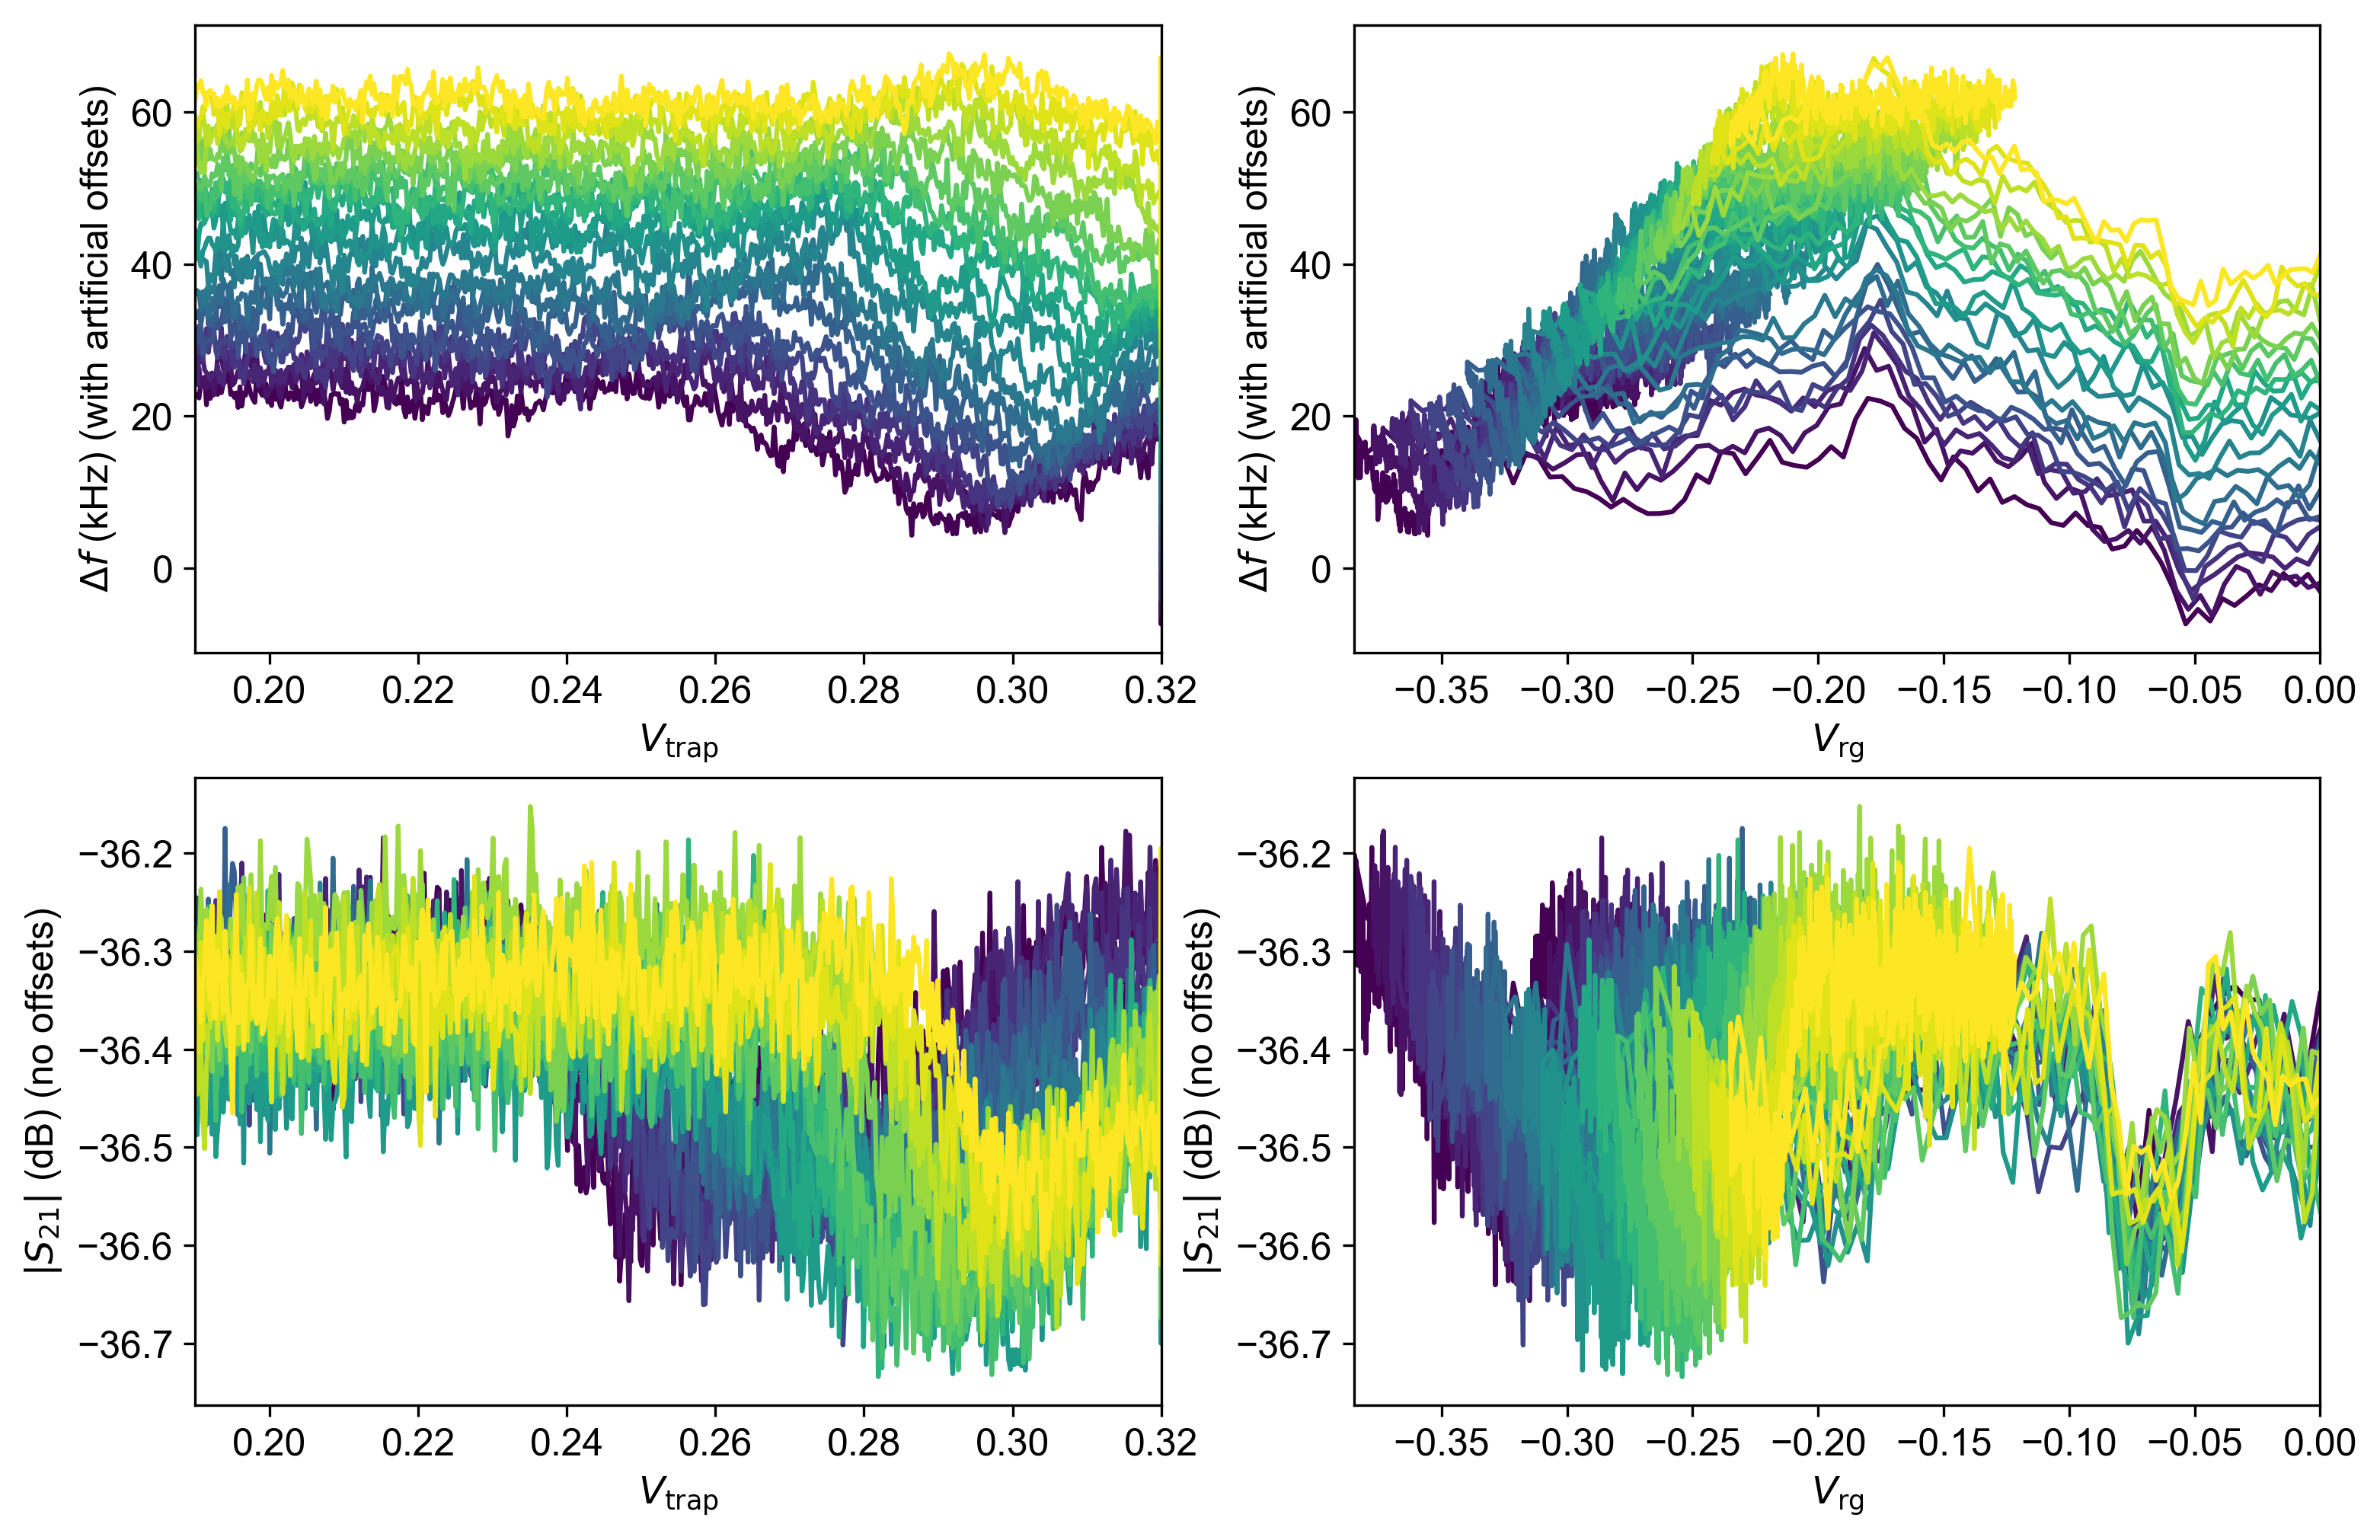 Δf (kHz) (with artificial offsets)
60
40
20
0
0.20 0.22 0.24 0.26 0.28 0.30 0.32
V_trap
Δf (kHz) (with artificial offsets)
60
40
20
0
−0.35 −0.30 −0.25 −0.20 −0.15 −0.10 −0.05 0.00
V_rg
|S_21| (dB) (no offsets)
−36.2
−36.3
−36.4
−36.5
−36.6
−36.7
0.20 0.22 0.24 0.26 0.28 0.30 0.32
V_trap
|S_21| (dB) (no offsets)
−36.2
−36.3
−36.4
−36.5
−36.6
−36.7
−0.35 −0.30 −0.25 −0.20 −0.15 −0.10 −0.05 0.00
V_rg